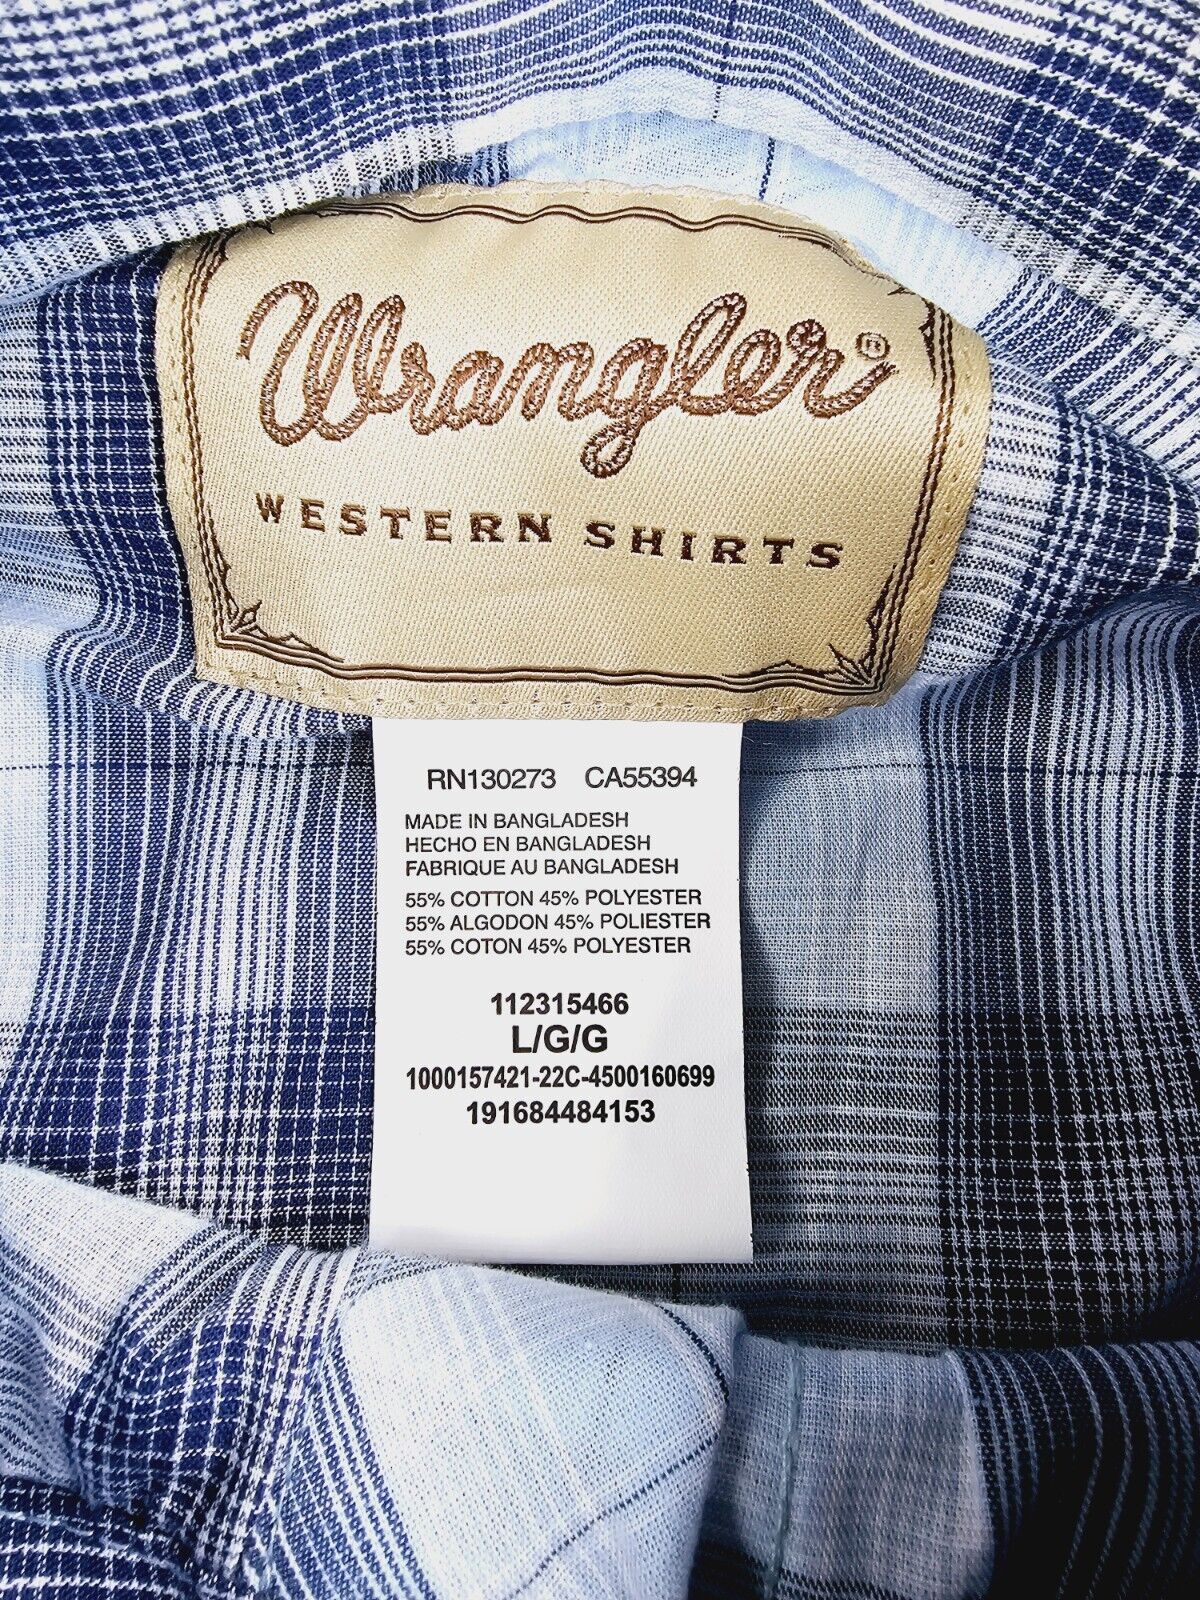 Wrangler®
WESTERN SHIRTS
RN130273 CA55394
MADE IN BANGLADESH
HECHO EN BANGLADESH
FABRIQUE AU BANGLADESH
55% COTTON 45% POLYESTER
55% ALGODON 45% POLIESTER
55% COTON 45% POLYESTER
112315466
L/G/G
1000157421-22C-4500160699
191684484153